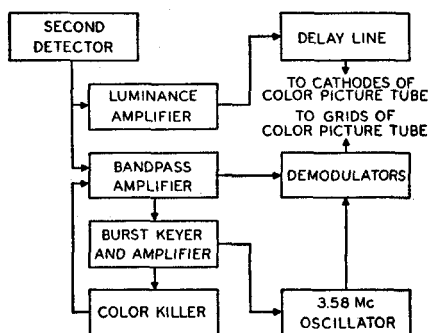 SECOND
DETECTOR
DELAY LINE
LUMINANCE
AMPLIFIER
TO CATHODES OF
COLOR PICTURE TUBE
TO GRIDS OF
COLOR PICTURE TUBE
BANDPASS
AMPLIFIER
DEMODULATORS
BURST KEYER
AND AMPLIFIER
COLOR KILLER
3.58 Mc
OSCILLATOR